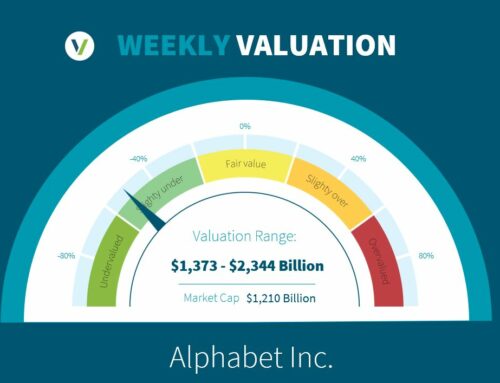 WEEKLY VALUATION
0%
-40%
40%
Fair value
ghty under
Slighty over
-80%
80%
Undervalued
Overvalued
Valuation Range:
$1,373 - $2,344 Billion
Market Cap $1,210 Billion
Alphabet Inc.